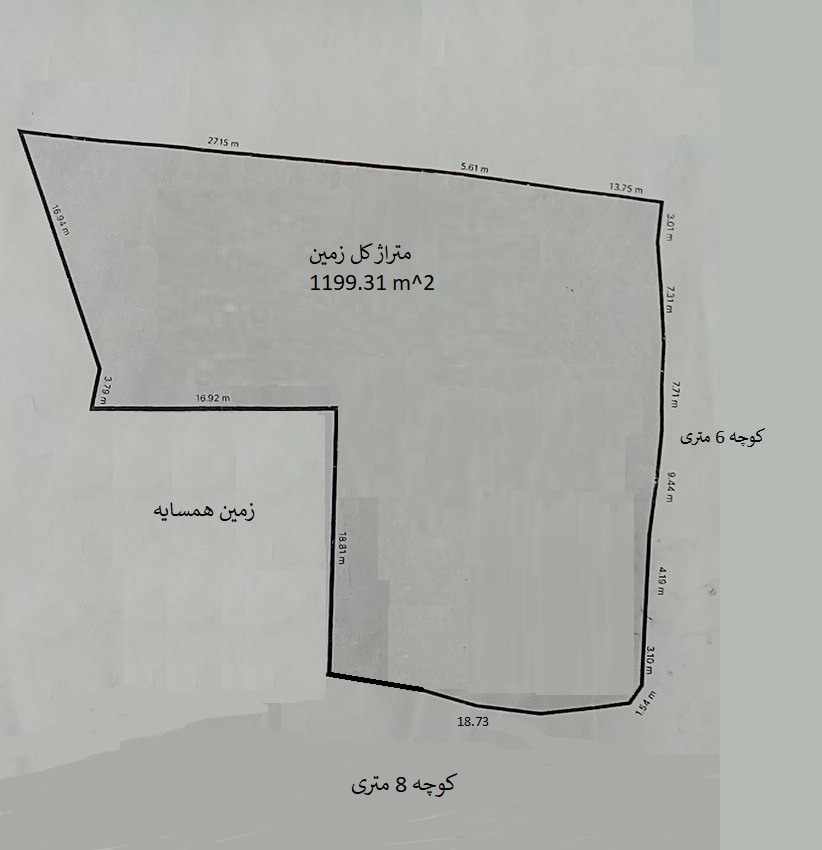 27.15 m
5.61 m
13.75 m
3.01 m
16.94 m
متراژ کل زمین
1199.31 m^2
7.31 m
3.79 m
16.92 m
7.71 m
کوچه 6 متری
9.44 m
زمین همسایه
18.81 m
4.19 m
3.10 m
1.54 m
18.73
کوچه 8 متری